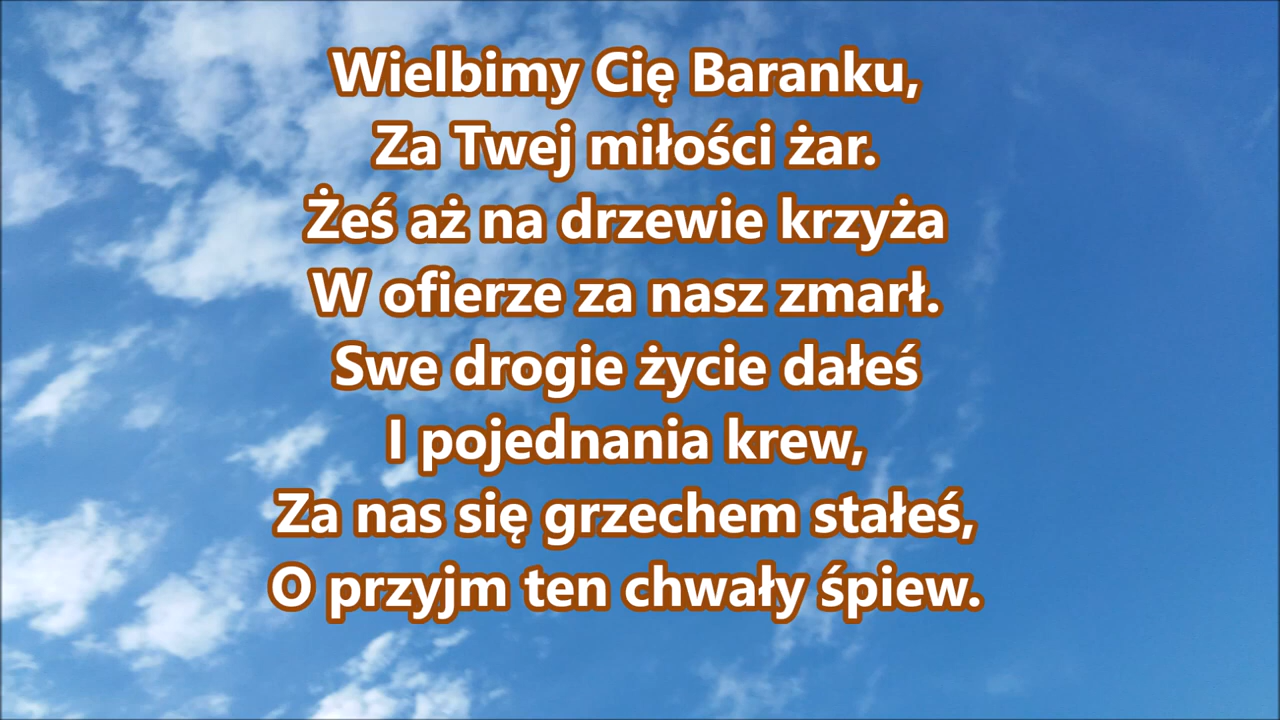 Wielbimy Cię Baranku,
Za Twej miłości żar.
Żeś aż na drzewie krzyża
W ofierze za nasz zmarł.
Swe drogie życie dałeś
I pojednania krew,
Za nas się grzechem stałeś,
O przyjm ten chwały śpiew.